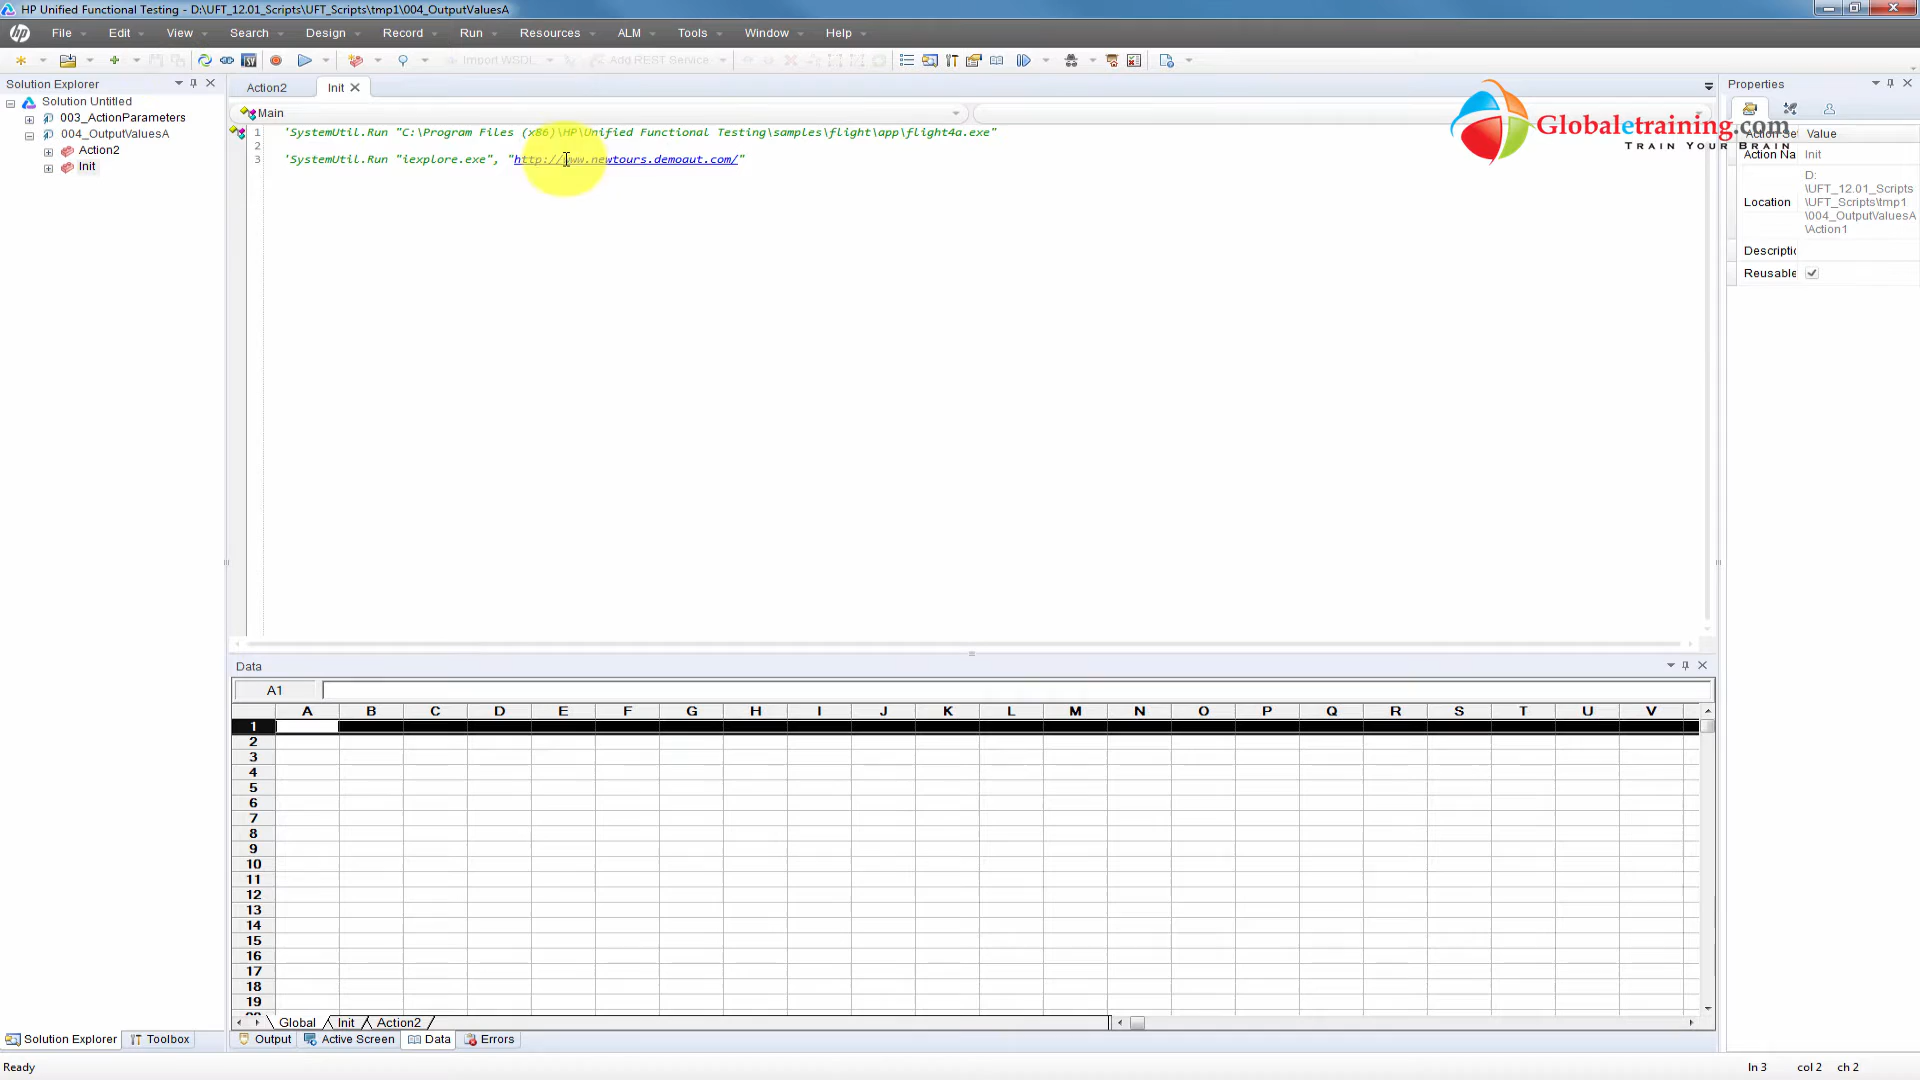 HP Unified Functional Testing - D:\UFT_12.01_Scripts\UFT_Scripts\tmp1\004_OutputValuesA
File Edit View Search Design Record Run Resources ALM Tools Window Help
Import WSDL Add REST Service
Solution Explorer
Solution Untitled
003_ActionParameters
004_OutputValuesA
Action2
Init
Action2 Init
Main
1 'SystemUtil.Run "C:\Program Files (x86)\HP\Unified Functional Testing\samples\flight\app\flight4a.exe"
2
3 'SystemUtil.Run "iexplore.exe", "http://www.newtours.demoaut.com/"
Globaletraining.com
TRAIN YOUR BRAIN
Properties
Action Se Value
Action Na Init
Location D:
\UFT_12.01_Scripts
\UFT_Scripts\tmp1
\004_OutputValuesA
\Action1
Descriptic
Reusable
Data
A1
A B C D E F G H I J K L M N O P Q R S T U V
1
2
3
4
5
6
7
8
9
10
11
12
13
14
15
16
17
18
19
Global Init Action2
Solution Explorer Toolbox
Output Active Screen Data Errors
Ready
ln 3 col 2 ch 2